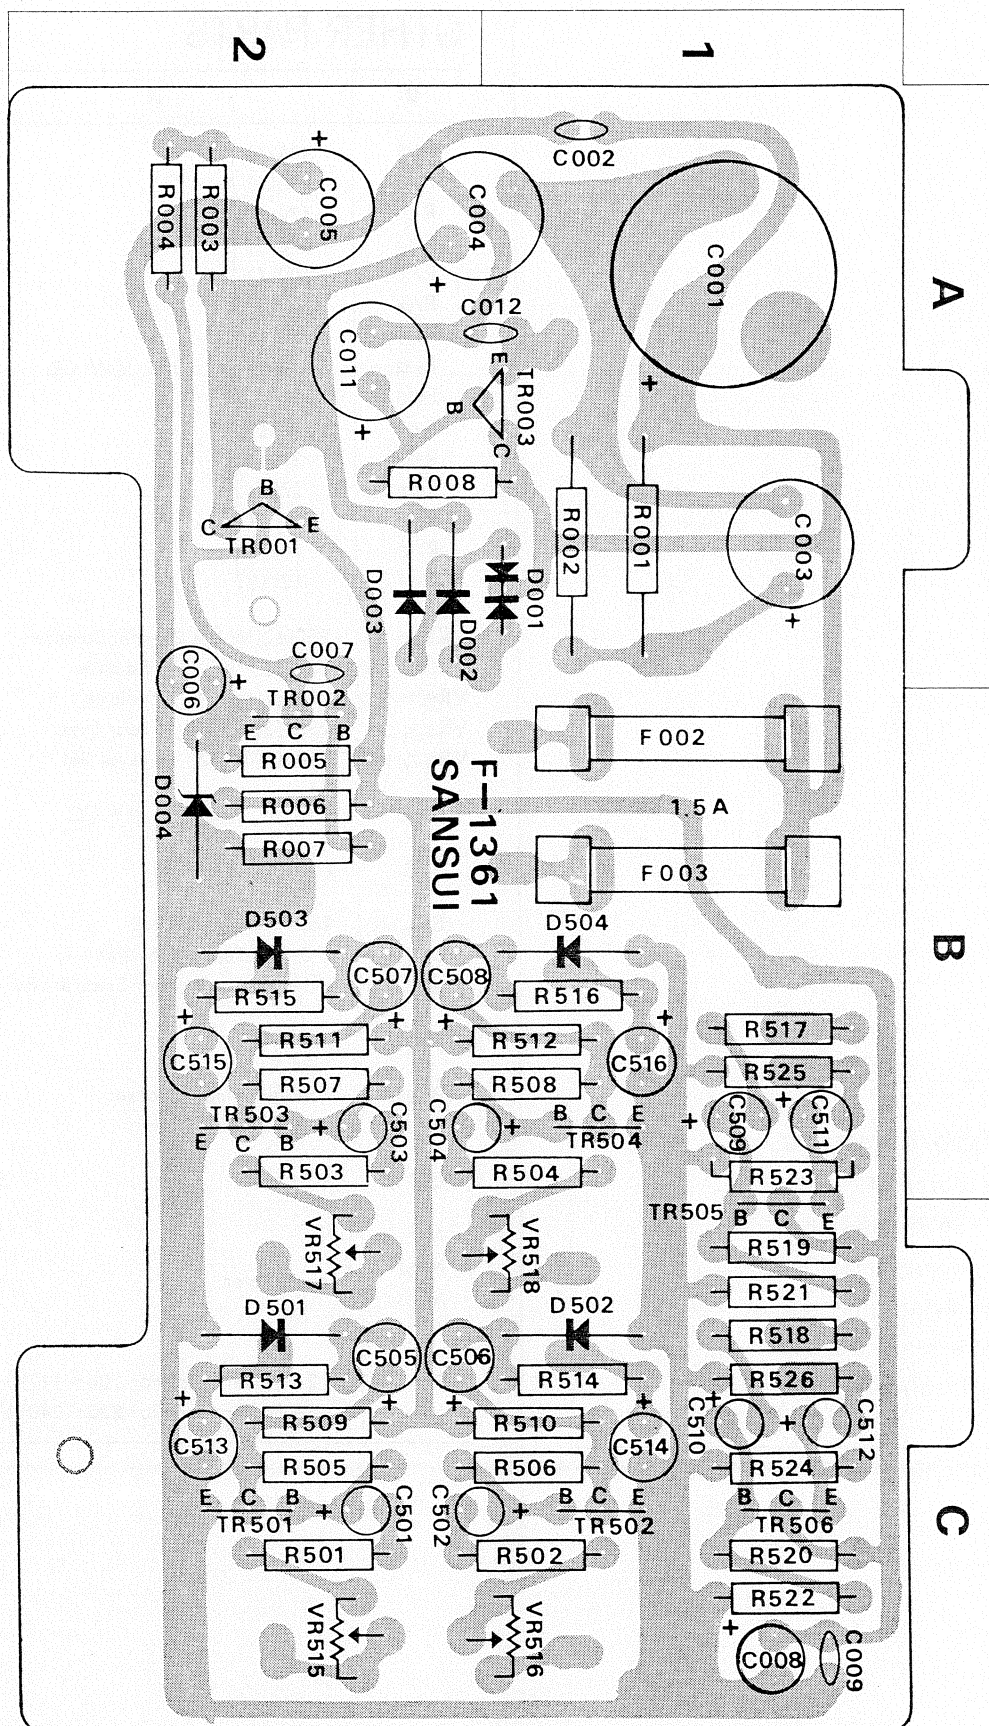 2
1
A
B
C
+
C002
R004
R003
C005
C004
C001
+
C012
C011
+
+
E
B
C
TR003
R008
R002
R001
C003
+
B
C
E
TR001
D003
D002
D001
C006
+
C007
TR002
E C B
F002
R005
D004
R006
R007
F-1361
SANSUI
1.5A
F003
D503
D504
C507
C508
R515
R516
+
+
+
+
R517
R511
R512
C515
C516
R525
R507
R508
+
+
C509
C511
TR503
E C B
+
C503
C504
+
B C E
TR504
R503
R504
R523
TR505
B C E
VR517
VR518
R519
R521
D501
D502
R518
C505
C506
R513
R514
R526
+
+
+
+
+
C510
+
C512
R509
R510
C513
C514
R505
R506
R524
E C B
TR501
+
C501
C502
+
B C E
TR502
B C E
TR506
R501
R502
R520
R522
VR515
VR516
+
C008
C009